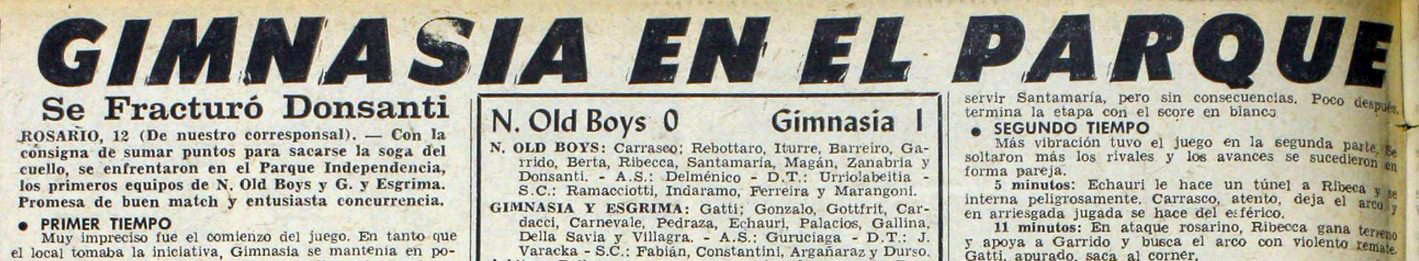 GIMNASIA EN EL PARQUE
Se Fracturó Donsanti
ROSARIO, 12 (De nuestro corresponsal). — Con la
consigna de sumar puntos para sacarse la soga del
cuello, se enfrentaron en el Parque Independencia,
los primeros equipos de N. Old Boys y G. y Esgrima.
Promesa de buen match y entusiasta concurrencia.
● PRIMER TIEMPO
Muy impreciso fue el comienzo del juego. En tanto que
el local tomaba la iniciativa, Gimnasia se mantenia en po-
N. Old Boys 0 Gimnasia 1
N. OLD BOYS: Carrasco; Rebottaro, Iturre, Barreiro, Ga-
rrido, Berta, Ribecca, Santamaría, Magán, Zanabria y
Donsanti. - A.S.: Delménico - D.T.: Urriolabeitia -
S.C.: Ramacciotti, Indaramo, Ferreira y Marangoni.
GIMNASIA Y ESGRIMA: Gatti; Gonzalo, Gottfrit, Car-
dacci, Carnevale, Pedraza, Echauri, Palacios, Gallina,
Della Savia y Villagra. - A.S.: Guruciaga - D.T.: J.
Varacka - S.C.: Fabián, Constantini, Argañaraz y Durso.
servir Santamaría, pero sin consecuencias. Poco después,
termina la etapa con el score en blanco
● SEGUNDO TIEMPO
Más vibración tuvo el juego en la segunda parte. Se
soltaron más los rivales y los avances se sucedieron en
forma pareja.
5 minutos: Echauri le hace un túnel a Ribeca y se
interna peligrosamente. Carrasco, atento, deja el arco y
en arriesgada jugada se hace del esférico.
11 minutos: En ataque rosarino, Ribecca gana terreno
y apoya a Garrido y busca el arco con violento remate.
Gatti, apurado, saca al corner.